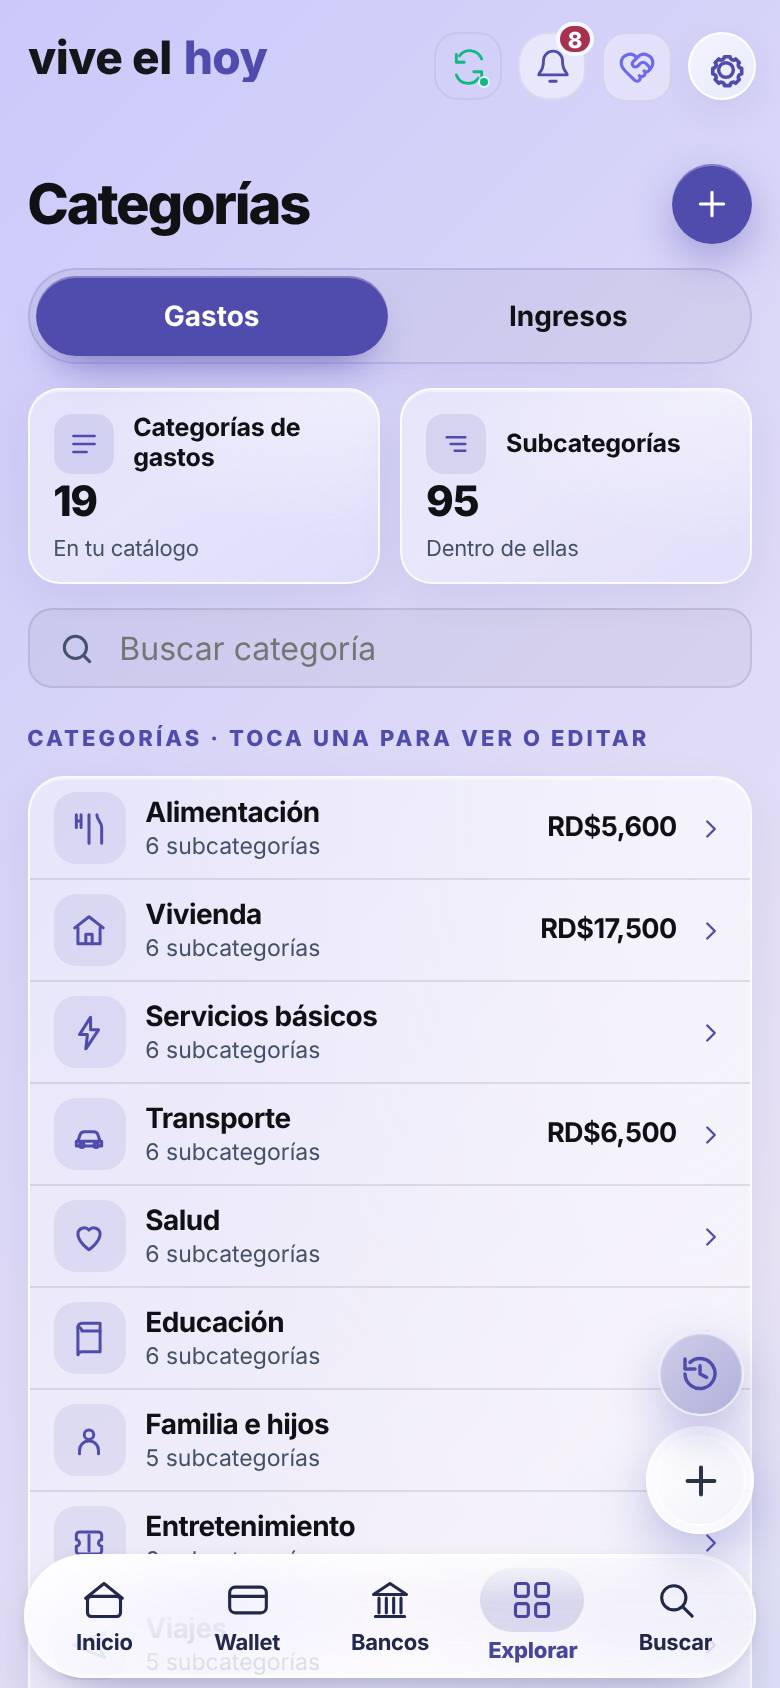 vive el hoy
8
Categorías
+
Gastos
Ingresos
Categorías de
gastos
19
En tu catálogo
Subcategorías
95
Dentro de ellas
Buscar categoría
CATEGORÍAS · TOCA UNA PARA VER O EDITAR
Alimentación
6 subcategorías
RD$5,600
Vivienda
6 subcategorías
RD$17,500
Servicios básicos
6 subcategorías
Transporte
6 subcategorías
RD$6,500
Salud
6 subcategorías
Educación
6 subcategorías
Familia e hijos
5 subcategorías
Entretenimiento
Viajes
5 subcategorías
Inicio
Wallet
Bancos
Explorar
Buscar